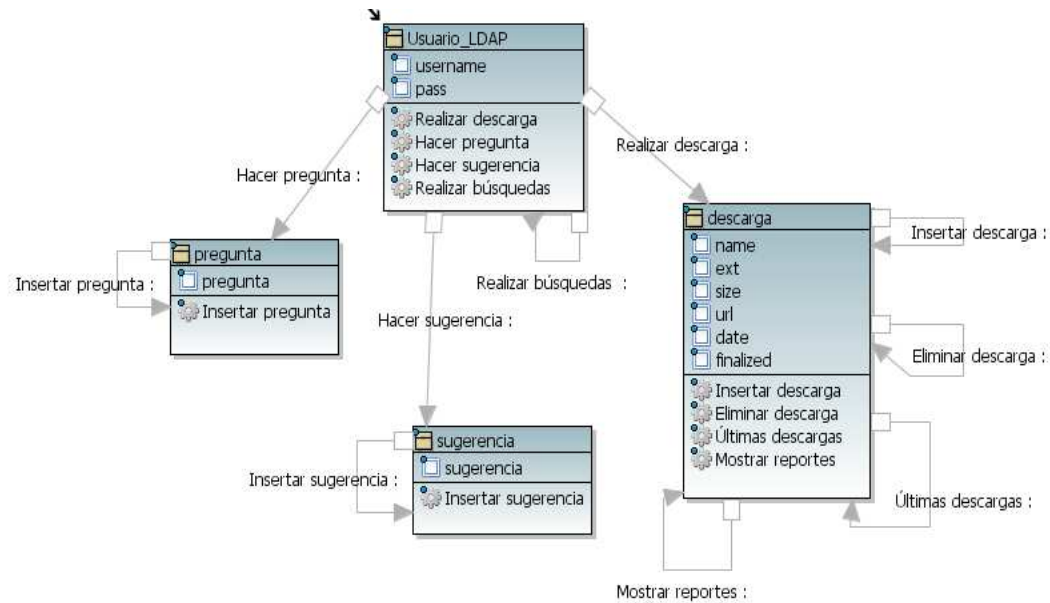 Usuario_LDAP
username
pass
Realizar descarga
Hacer pregunta
Hacer sugerencia
Realizar búsquedas
Hacer pregunta :
Realizar descarga :
Realizar búsquedas :
Hacer sugerencia :
pregunta
pregunta
Insertar pregunta
Insertar pregunta :
sugerencia
sugerencia
Insertar sugerencia
Insertar sugerencia :
descarga
name
ext
size
url
date
finalized
Insertar descarga
Eliminar descarga
Últimas descargas
Mostrar reportes
Insertar descarga :
Eliminar descarga :
Últimas descargas :
Mostrar reportes :